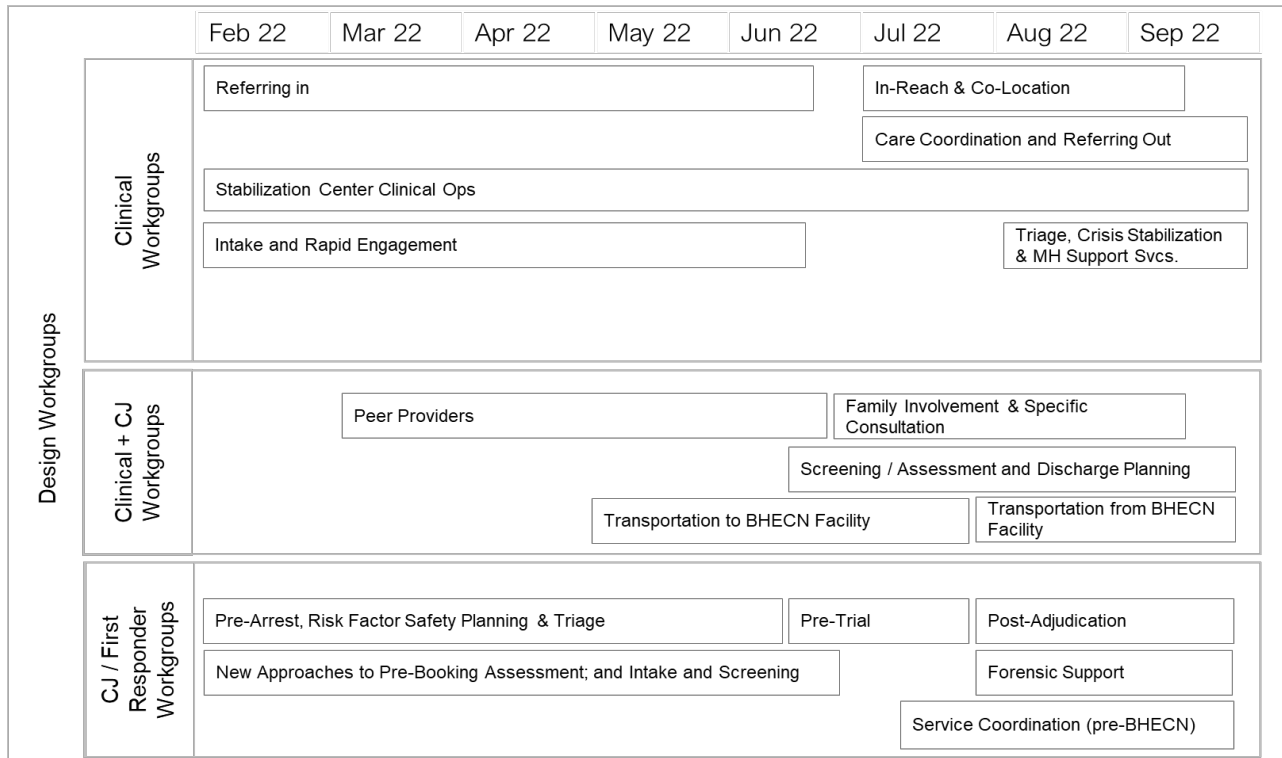 Feb 22
Mar 22
Apr 22
May 22
Jun 22
Jul 22
Aug 22
Sep 22
Design Workgroups
Clinical
Workgroups
Referring in
In-Reach & Co-Location
Care Coordination and Referring Out
Stabilization Center Clinical Ops
Intake and Rapid Engagement
Triage, Crisis Stabilization
& MH Support Svcs.
Clinical + CJ
Workgroups
Peer Providers
Family Involvement & Specific
Consultation
Screening / Assessment and Discharge Planning
Transportation to BHECN Facility
Transportation from BHECN
Facility
CJ / First
Responder
Workgroups
Pre-Arrest, Risk Factor Safety Planning & Triage
Pre-Trial
Post-Adjudication
New Approaches to Pre-Booking Assessment; and Intake and Screening
Forensic Support
Service Coordination (pre-BHECN)